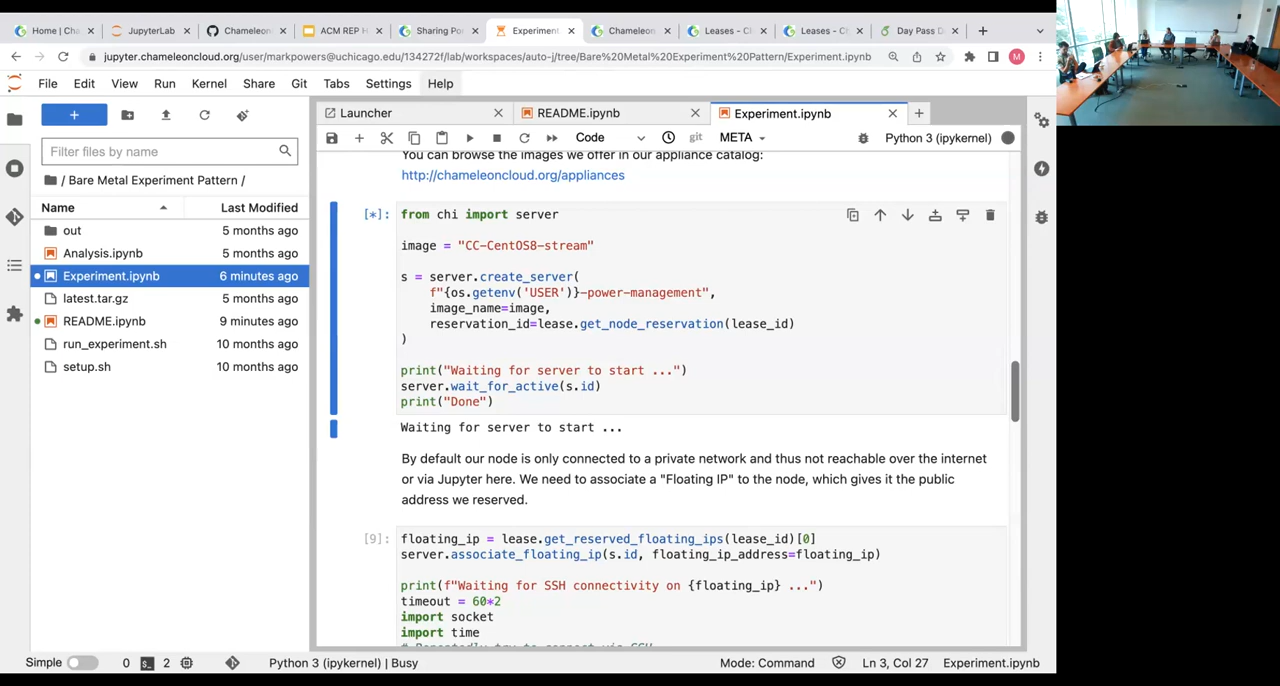 Home | Cha
JupyterLab
Chameleon
ACM REP H
Sharing Por
Experiment
Chameleon
Leases - Ch
Leases - Ch
Day Pass D
jupyter.chameleoncloud.org/user/markpowers@uchicago.edu/134272f/lab/workspaces/auto-j/tree/Bare%20Metal%20Experiment%20Pattern/Experiment.ipynb
M
File Edit View Run Kernel Share Git Tabs Settings Help
Launcher
README.ipynb
Experiment.ipynb
Code
git
META
Python 3 (ipykernel)
Filter files by name
/ Bare Metal Experiment Pattern /
Name Last Modified
out 5 months ago
Analysis.ipynb 5 months ago
Experiment.ipynb 6 minutes ago
latest.tar.gz 5 months ago
README.ipynb 9 minutes ago
run_experiment.sh 10 months ago
setup.sh 10 months ago
You can browse the images we offer in our appliance catalog:
http://chameleoncloud.org/appliances
[*]: from chi import server
image = "CC-CentOS8-stream"
s = server.create_server(
f"{os.getenv('USER')}-power-management",
image_name=image,
reservation_id=lease.get_node_reservation(lease_id)
)
print("Waiting for server to start ...")
server.wait_for_active(s.id)
print("Done")
Waiting for server to start ...
By default our node is only connected to a private network and thus not reachable over the internet
or via Jupyter here. We need to associate a "Floating IP" to the node, which gives it the public
address we reserved.
[9]: floating_ip = lease.get_reserved_floating_ips(lease_id)[0]
server.associate_floating_ip(s.id, floating_ip_address=floating_ip)
print(f"Waiting for SSH connectivity on {floating_ip} ...")
timeout = 60*2
import socket
import time
# Repeatedly try to connect via SSH
Simple 0 2 Python 3 (ipykernel) | Busy Mode: Command Ln 3, Col 27 Experiment.ipynb